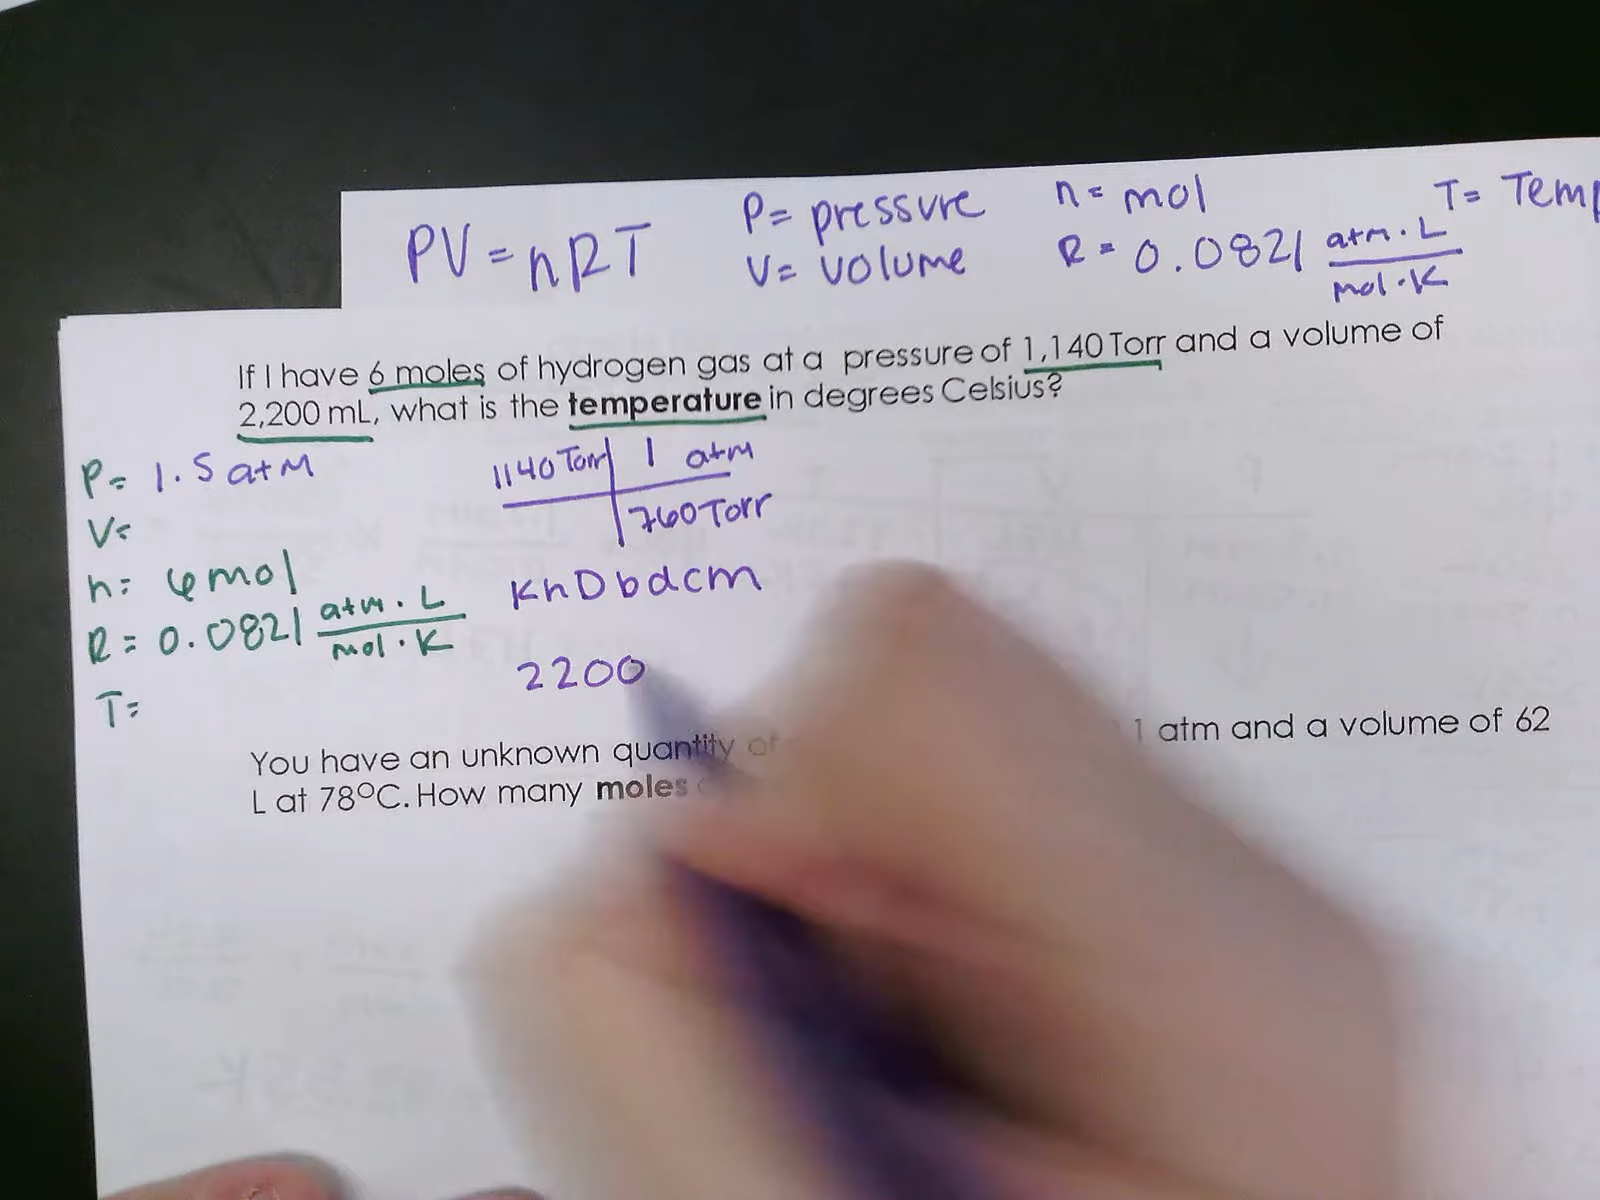 PV = nRT
P= pressure
V= volume
n= mol
R = 0.0821 atm·L
mol·K
T= Temp
If I have 6 moles of hydrogen gas at a pressure of 1,140 Torr and a volume of
2,200 mL, what is the temperature in degrees Celsius?
P= 1.5 atm
V=
n= 6 mol
R= 0.0821 atm·L
mol·K
T=
1140 Torr 1 atm
760 Torr
KhDbdcm
2200
You have an unknown quantity of 1 atm and a volume of 62
L at 78°C. How many moles